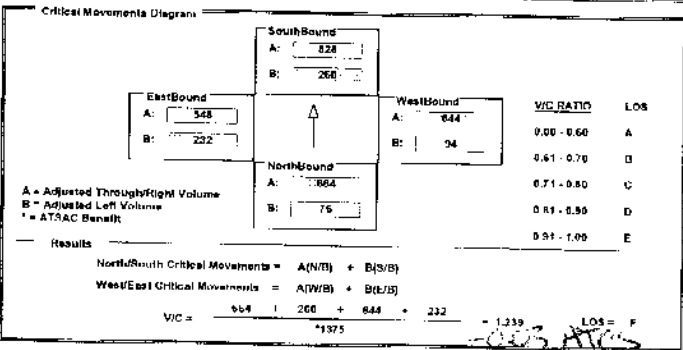 Critical Movements Diagram
SouthBound
A: 828
B: 260
EastBound
A: 548
B: 232
WestBound
A: 644
B: 94
NorthBound
A: 664
B: 76
A = Adjusted Through/Right Volume
B = Adjusted Left Volume
* = ATSAC Benefit
V/C RATIO LOS
0.00 - 0.60 A
0.61 - 0.70 B
0.71 - 0.80 C
0.81 - 0.90 D
0.91 - 1.00 E
Results
North/South Critical Movements = A(N/B) + B(S/B)
West/East Critical Movements = A(W/B) + B(E/B)
V/C = 664 + 260 + 644 + 232
*1375
= 1.239 LOS = F